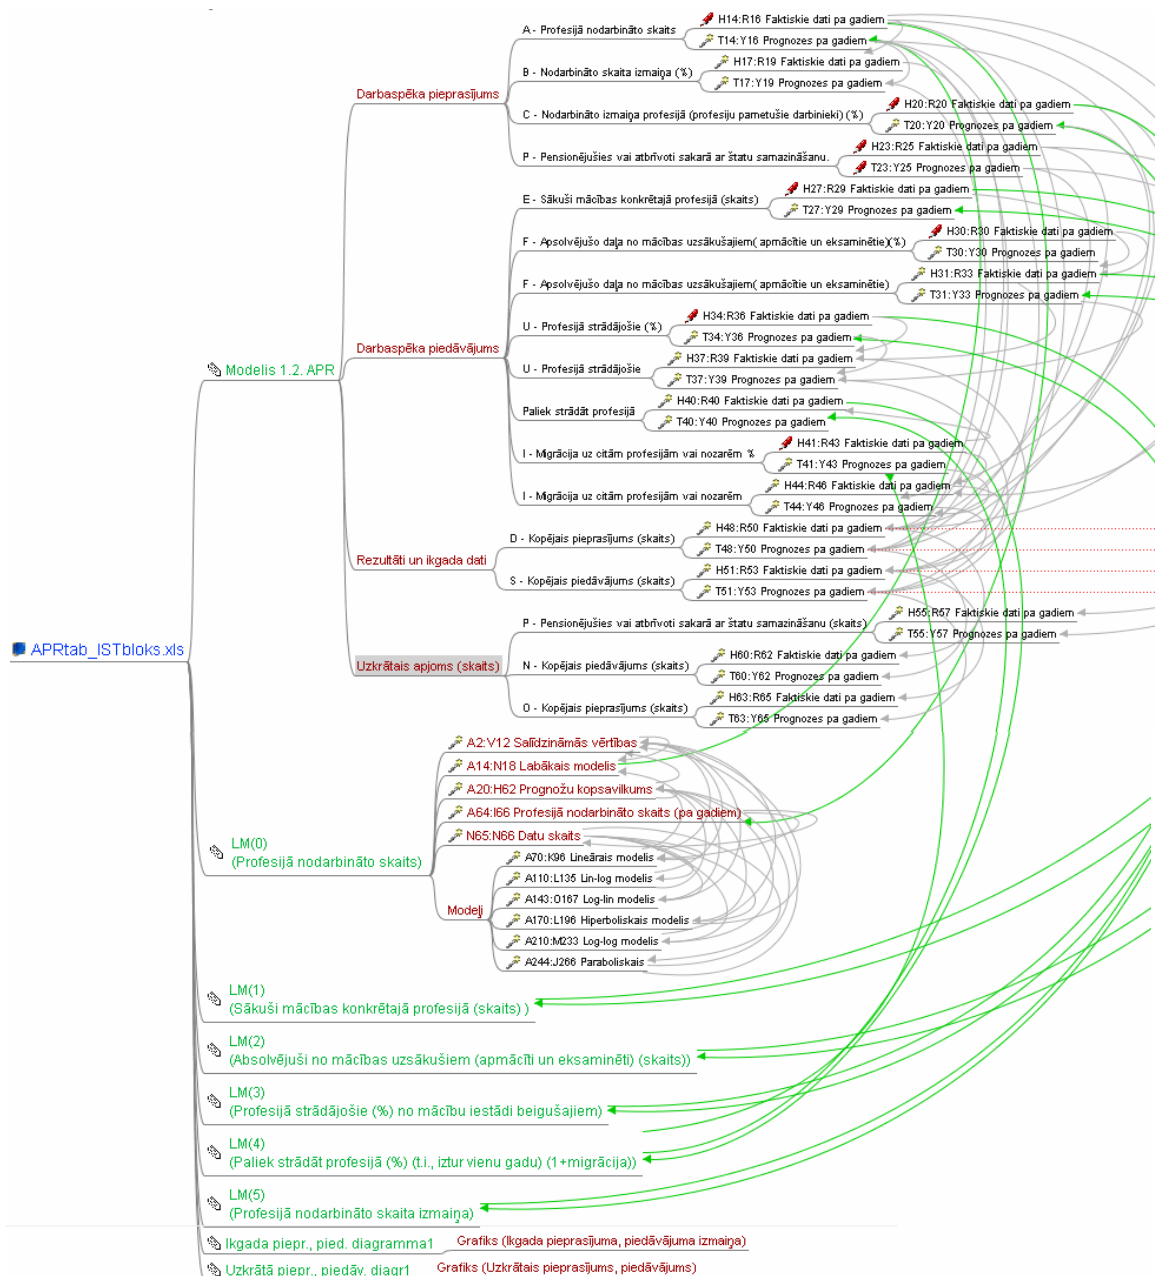 APRtab_ISTbloks.xls
Modelis 1.2. APR
Darbaspēka pieprasījums
A - Profesijā nodarbināto skaits
H14:R16 Faktiskie dati pa gadiem
T14:Y16 Prognozes pa gadiem
B - Nodarbināto skaita izmaiņa (%)
H17:R19 Faktiskie dati pa gadiem
T17:Y19 Prognozes pa gadiem
C - Nodarbināto izmaiņa profesijā (profesiju pametušie darbinieki) (%)
H20:R20 Faktiskie dati pa gadiem
T20:Y20 Prognozes pa gadiem
P - Pensionējušies vai atbrīvoti sakarā ar štatu samazināšanu.
H23:R25 Faktiskie dati pa gadiem
T23:Y25 Prognozes pa gadiem
Darbaspēka piedāvājums
E - Sākuši mācības konkrētajā profesijā (skaits)
H27:R29 Faktiskie dati pa gadiem
T27:Y29 Prognozes pa gadiem
F - Apsolvējušo daļa no mācības uzsākušajiem( apmācītie un eksaminētie)(%)
H30:R30 Faktiskie dati pa gadiem
T30:Y30 Prognozes pa gadiem
F - Apsolvējušo daļa no mācības uzsākušajiem( apmācītie un eksaminētie)
H31:R33 Faktiskie dati pa gadiem
T31:Y33 Prognozes pa gadiem
U - Profesijā strādājošie (%)
H34:R36 Faktiskie dati pa gadiem
T34:Y36 Prognozes pa gadiem
U - Profesijā strādājošie
H37:R39 Faktiskie dati pa gadiem
T37:Y39 Prognozes pa gadiem
Paliek strādāt profesijā
H40:R40 Faktiskie dati pa gadiem
T40:Y40 Prognozes pa gadiem
I - Migrācija uz citām profesijām vai nozarēm %
H41:R43 Faktiskie dati pa gadiem
T41:Y43 Prognozes pa gadiem
I - Migrācija uz citām profesijām vai nozarēm
H44:R46 Faktiskie dati pa gadiem
T44:Y46 Prognozes pa gadiem
Rezultāti un ikgada dati
D - Kopējais pieprasījums (skaits)
H48:R50 Faktiskie dati pa gadiem
T48:Y50 Prognozes pa gadiem
S - Kopējais piedāvājums (skaits)
H51:R53 Faktiskie dati pa gadiem
T51:Y53 Prognozes pa gadiem
Uzkrātais apjoms (skaits)
P - Pensionējušies vai atbrīvoti sakarā ar štatu samazināšanu (skaits)
H55:R57 Faktiskie dati pa gadiem
T55:Y57 Prognozes pa gadiem
N - Kopējais piedāvājums (skaits)
H60:R62 Faktiskie dati pa gadiem
T60:Y62 Prognozes pa gadiem
O - Kopējais pieprasījums (skaits)
H63:R65 Faktiskie dati pa gadiem
T63:Y65 Prognozes pa gadiem
LM(0)
(Profesijā nodarbināto skaits)
A2:V12 Salīdzināmās vērtības
A14:N18 Labākais modelis
A20:H62 Prognožu kopsavilkums
A64:I66 Profesijā nodarbināto skaits (pa gadiem)
N65:N66 Datu skaits
Modeļi
A70:K96 Lineārais modelis
A110:L135 Lin-log modelis
A143:O167 Log-lin modelis
A170:L196 Hiperboliskais modelis
A210:M233 Log-log modelis
A244:J266 Paraboliskais
LM(1)
(Sākuši mācības konkrētajā profesijā (skaits) )
LM(2)
(Absolvējuši no mācības uzsākušiem (apmācīti un eksaminēti) (skaits))
LM(3)
(Profesijā strādājošie (%) no mācību iestādi beigušajiem)
LM(4)
(Paliek strādāt profesijā (%) (t.i., iztur vienu gadu) (1+migrācija))
LM(5)
(Profesijā nodarbināto skaita izmaiņa)
Ikgada piepr., pied. diagramma1
Grafiks (Ikgada pieprasījuma, piedāvājuma izmaiņa)
Uzkrātā piepr., piedāv. diagr1
Grafiks (Uzkrātais pieprasījums, piedāvājums)